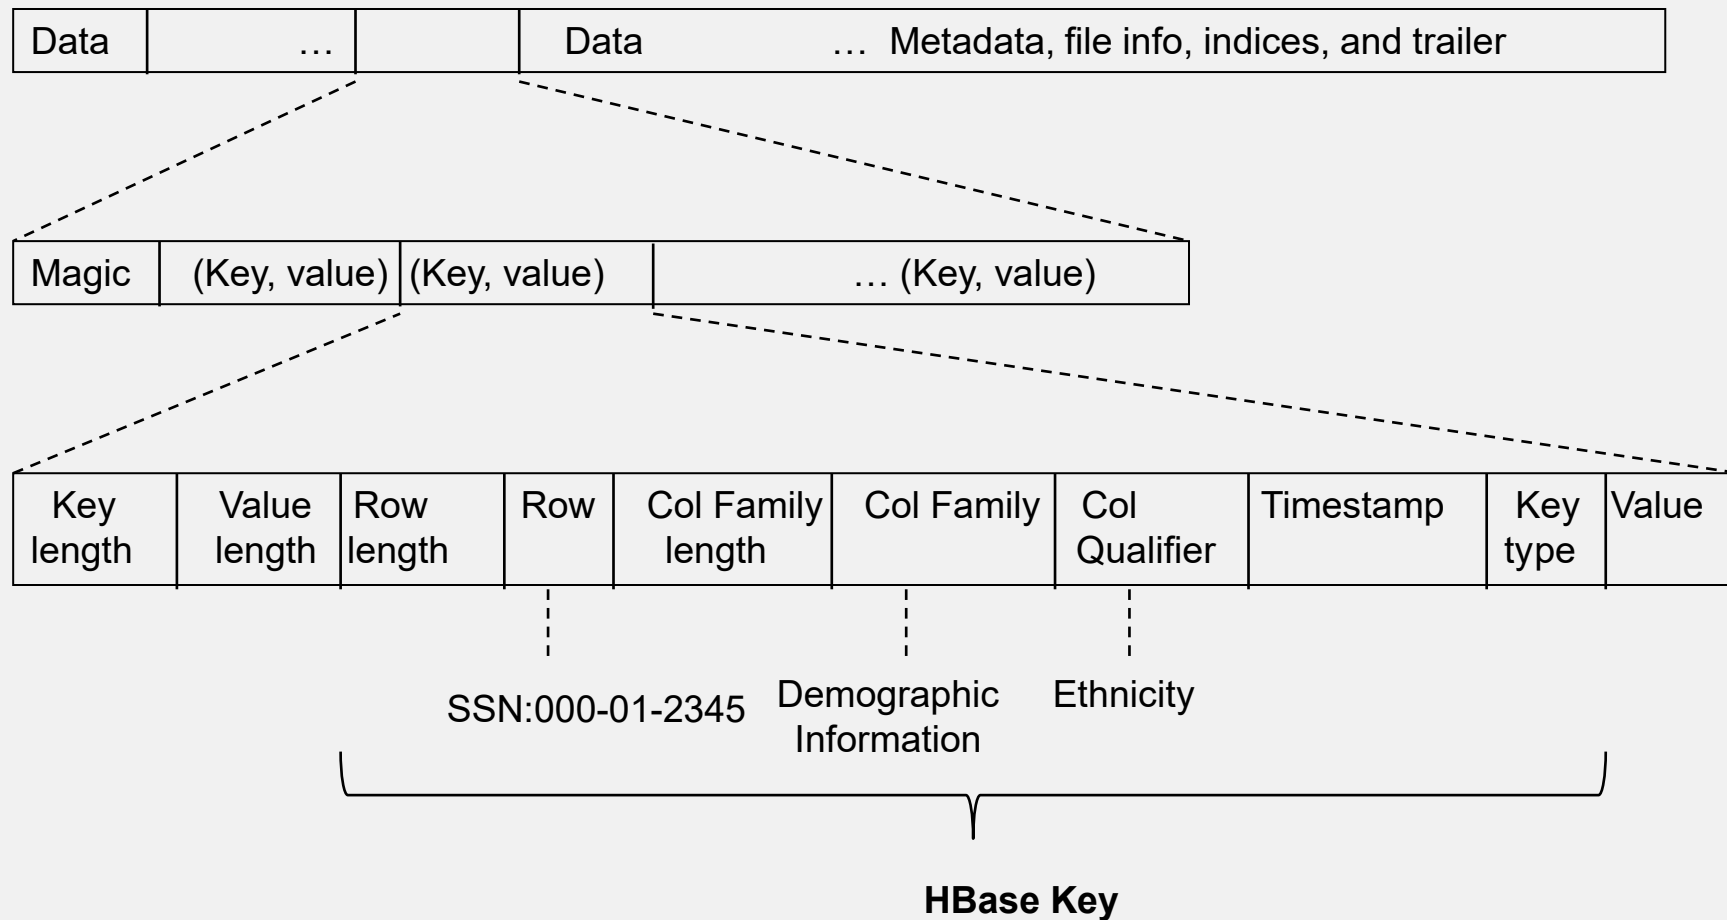 Data … Data … Metadata, file info, indices, and trailer
Magic (Key, value) (Key, value) … (Key, value)
Key length
Value length
Row length
Row
Col Family length
Col Family
Col Qualifier
Timestamp
Key type
Value
SSN:000-01-2345
Demographic
Information
Ethnicity
HBase Key